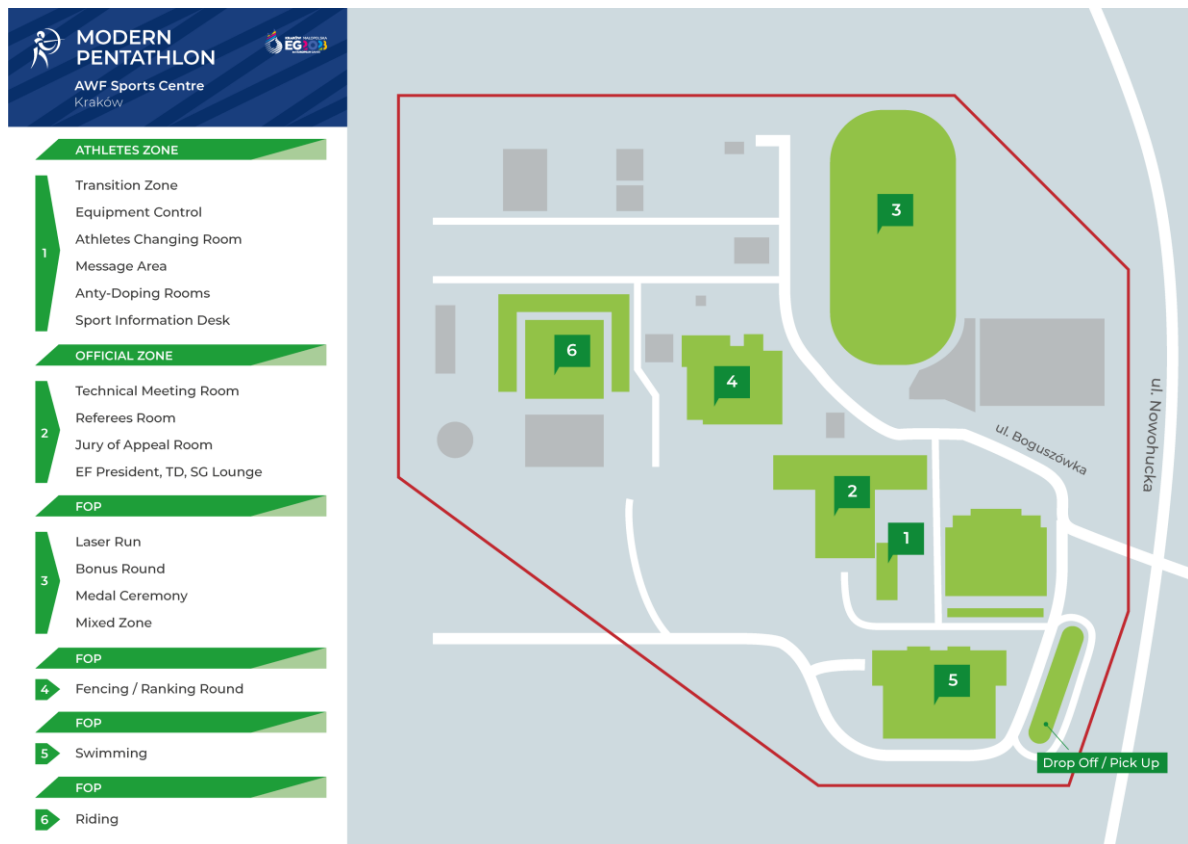 MODERN
PENTATHLON
AWF Sports Centre
Kraków
KRAKÓW MAŁOPOLSKA
EG2023
ATHLETES ZONE
1
Transition Zone
Equipment Control
Athletes Changing Room
Message Area
Anty-Doping Rooms
Sport Information Desk
OFFICIAL ZONE
2
Technical Meeting Room
Referees Room
Jury of Appeal Room
EF President, TD, SG Lounge
FOP
3
Laser Run
Bonus Round
Medal Ceremony
Mixed Zone
FOP
4 Fencing / Ranking Round
FOP
5 Swimming
FOP
6 Riding
3
6
4
ul. Nowohucka
ul. Boguszówka
2
1
5
Drop Off / Pick Up